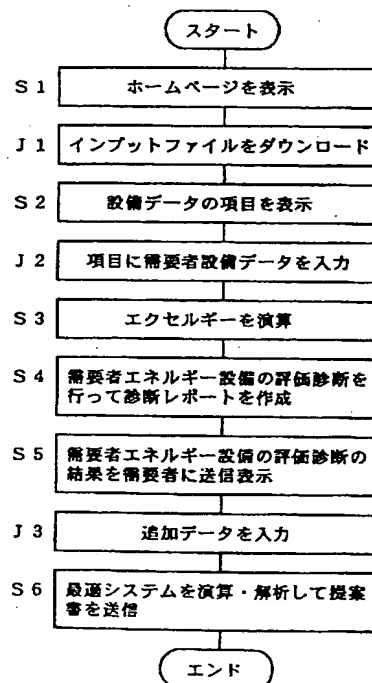 スタート
S1 ホームページを表示
J1 インプットファイルをダウンロード
S2 設備データの項目を表示
J2 項目に需要者設備データを入力
S3 エクセルギーを演算
S4 需要者エネルギー設備の評価診断を
行って診断レポートを作成
S5 需要者エネルギー設備の評価診断の
結果を需要者に送信表示
J3 追加データを入力
S6 最適システムを演算・解析して提案
書を送信
エンド